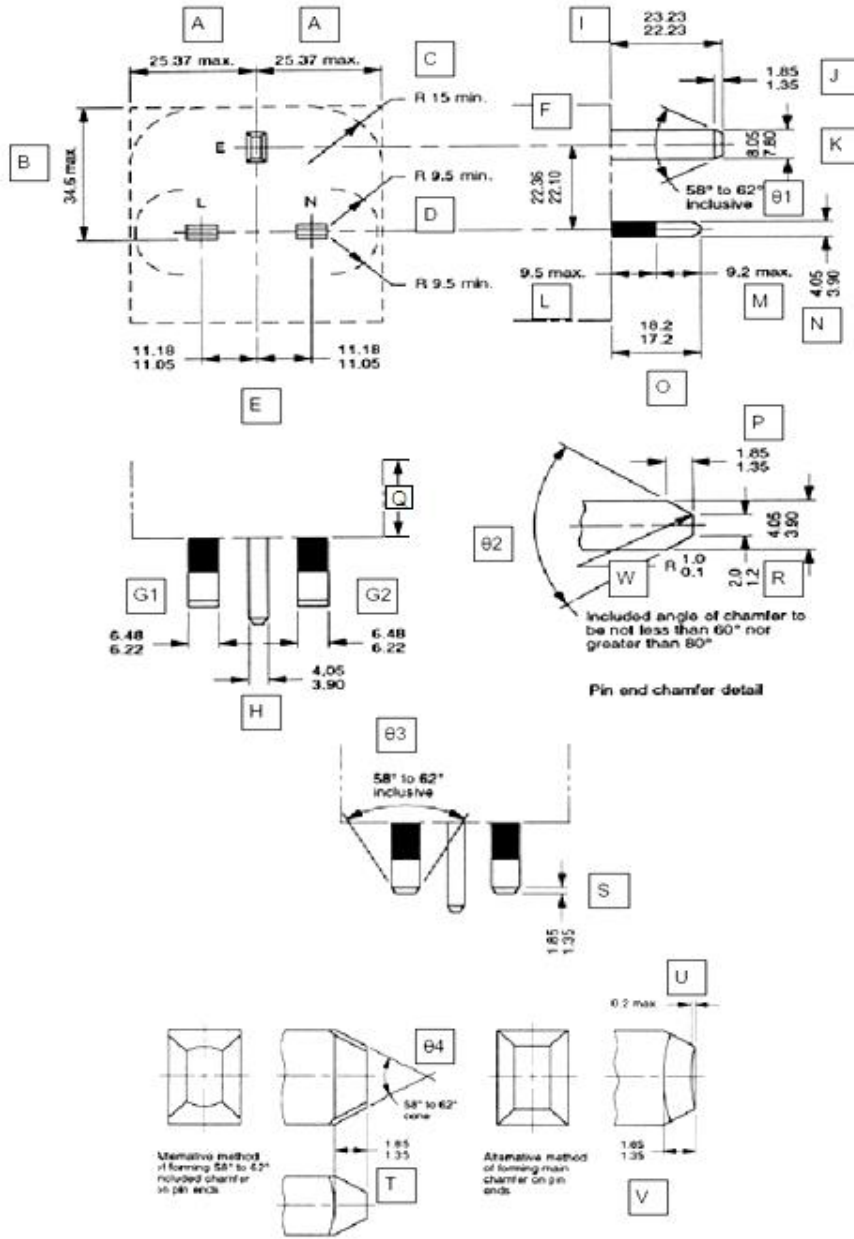 A
A
I
23.23
22.23
25.37 max.
25.37 max.
C
1.85
1.35
J
R 15 min.
F
B
34.6 max.
E
8.05
7.80
K
22.36
22.10
R 9.5 min.
58° to 62°
inclusive
θ1
L
N
D
9.5 max.
9.2 max.
4.05
3.90
R 9.5 min.
L
M
N
18.2
17.2
11.18
11.05
11.18
11.05
O
E
P
1.85
1.35
Q
θ2
4.05
3.90
2.0
1.2
G1
G2
W
R 1.0
0.1
R
6.48
6.22
6.48
6.22
Included angle of chamfer to
be not less than 60° nor
greater than 80°
4.05
3.90
H
Pin end chamfer detail
θ3
58° to 62°
inclusive
S
1.85
1.35
U
0.2 max
θ4
58° to 62°
cone
Alternative method
of forming 58° to 62°
included chamfer
on pin ends
1.85
1.35
T
Alternative method
of forming main
chamfer on pin
ends
1.85
1.35
V